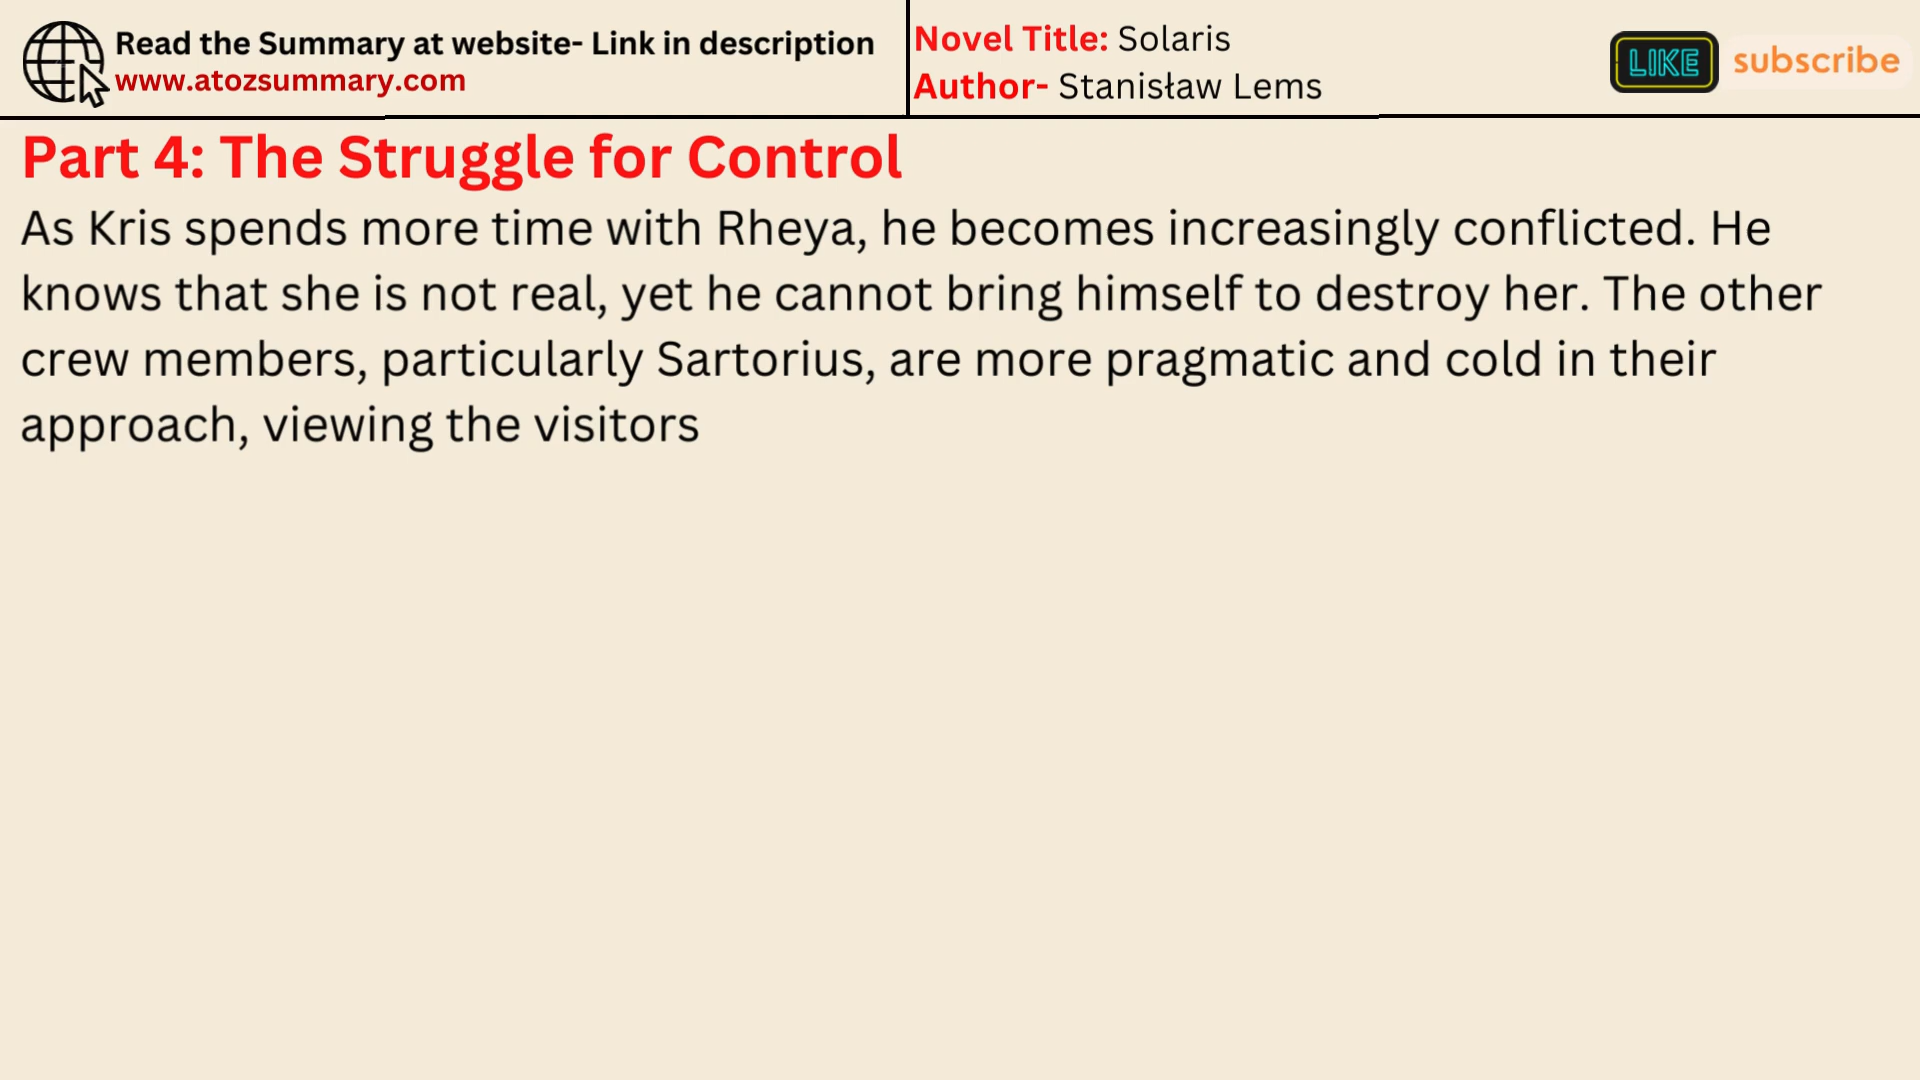 Read the Summary at website- Link in description
www.atozsummary.com
Novel Title: Solaris
Author- Stanisław Lems
LIKE
subscribe
Part 4: The Struggle for Control
As Kris spends more time with Rheya, he becomes increasingly conflicted. He
knows that she is not real, yet he cannot bring himself to destroy her. The other
crew members, particularly Sartorius, are more pragmatic and cold in their
approach, viewing the visitors